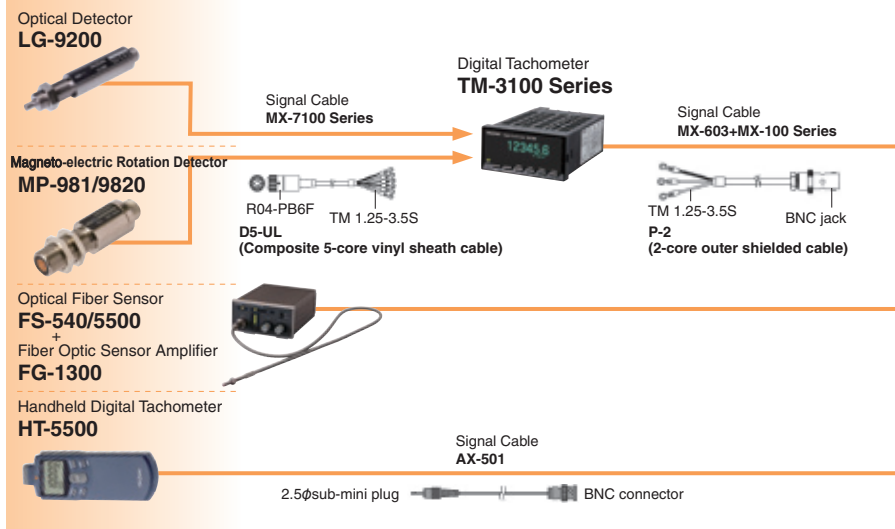 Optical Detector
LG-9200
Digital Tachometer
TM-3100 Series
Signal Cable
MX-7100 Series
Signal Cable
MX-603+MX-100 Series
12345.6
Magneto-electric Rotation Detector
MP-981/9820
R04-PB6F
TM 1.25-3.5S
D5-UL
(Composite 5-core vinyl sheath cable)
TM 1.25-3.5S
BNC jack
P-2
(2-core outer shielded cable)
Optical Fiber Sensor
FS-540/5500
+
Fiber Optic Sensor Amplifier
FG-1300
Handheld Digital Tachometer
HT-5500
Signal Cable
AX-501
2.5ϕsub-mini plug
BNC connector